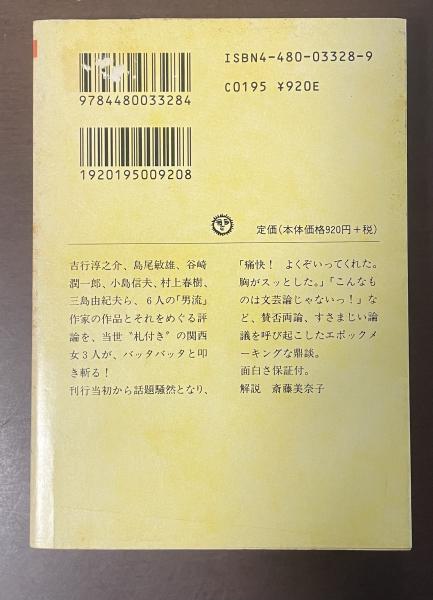 ISBN4-480-03328-9
C0195 ¥920E
9784480033284
1920195009208
定価(本体価格920円+税)
吉行淳之介、島尾敏雄、谷崎
潤一郎、小島信夫、村上春樹、
三島由紀夫ら、6人の「男流」
作家の作品とそれをめぐる評
論を、当世〝札付き〟の関西
女3人が、バッタバッタと叩
き斬る!
刊行当初から話題騒然となり、
「痛快! よくぞいってくれた。
胸がスッとした。」「こんなも
のは文芸論じゃないっ!」な
ど、賛否両論、すさまじい論
議を呼び起こしたエポックメ
ーキングな鼎談。
面白さ保証付。
解説 斎藤美奈子